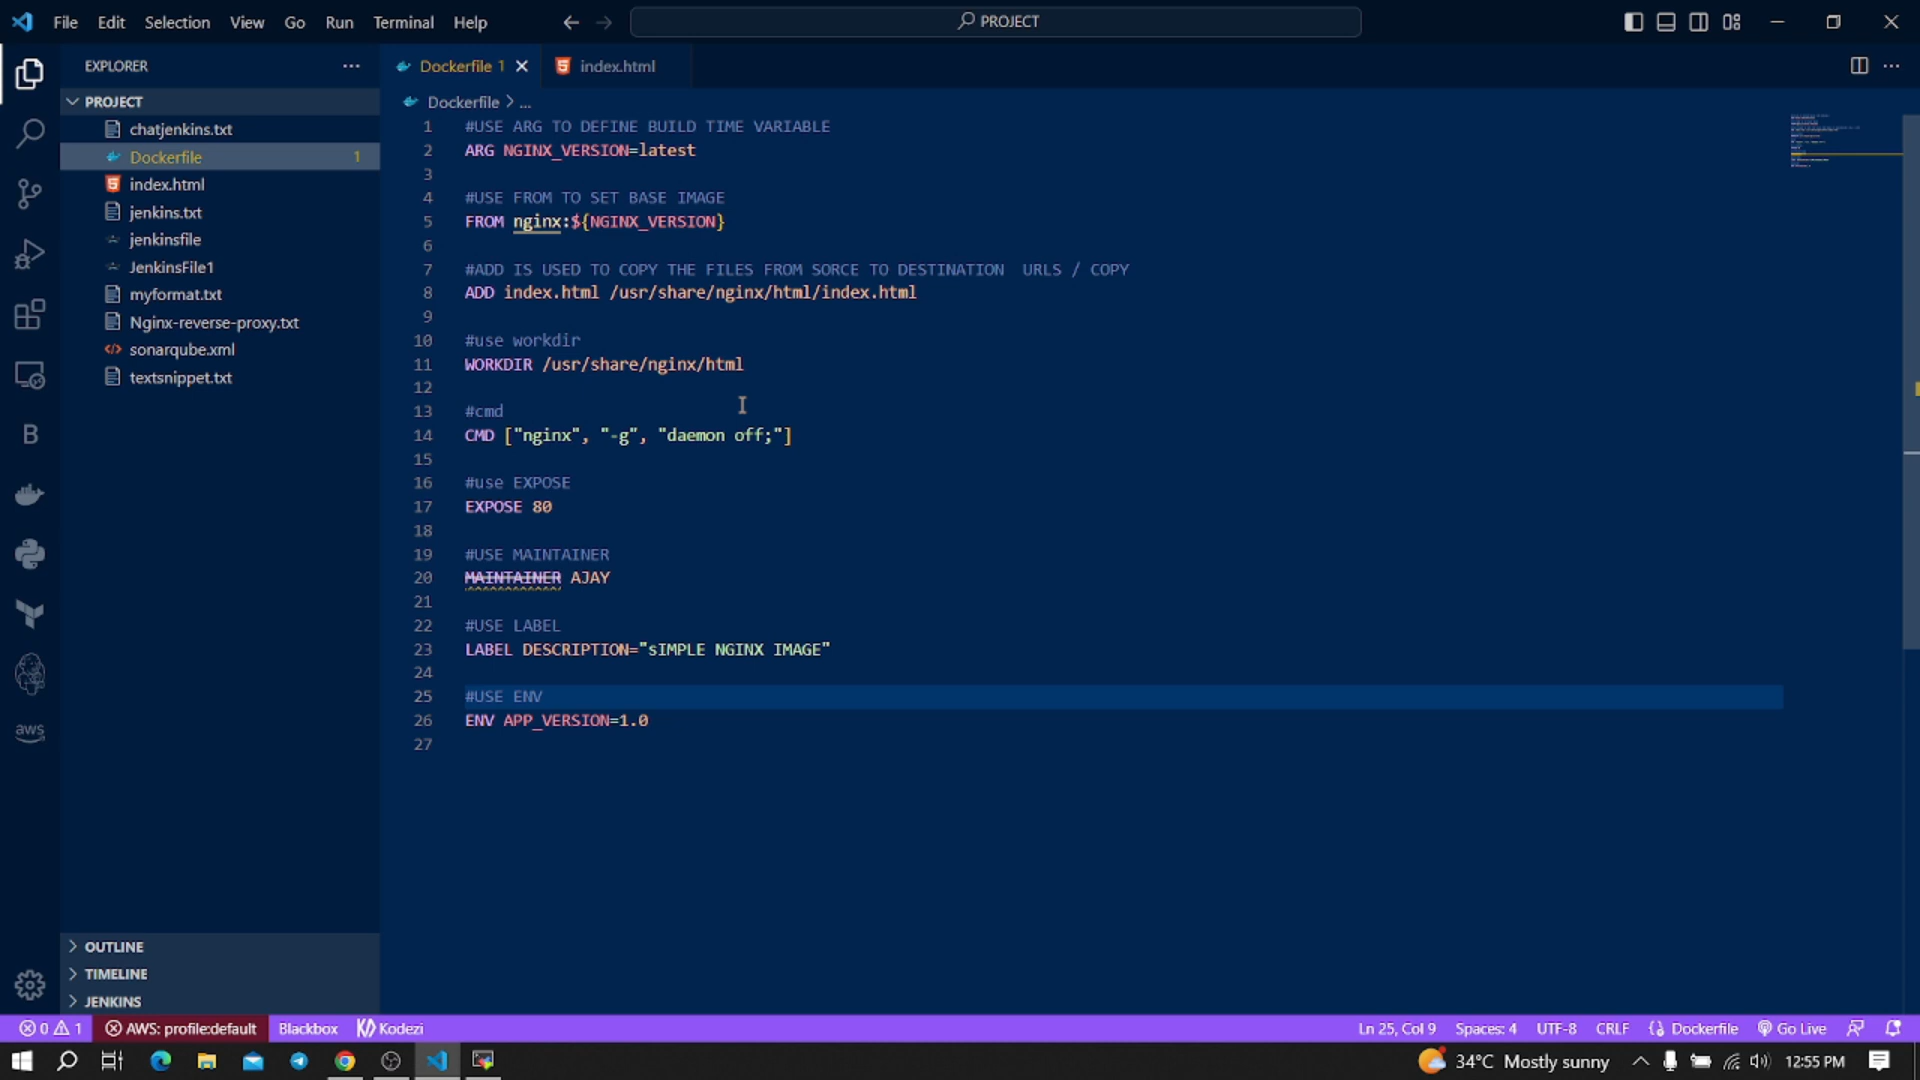 File Edit Selection View Go Run Terminal Help
PROJECT
EXPLORER
Dockerfile 1
index.html
PROJECT
Dockerfile > ...
chatjenkins.txt
Dockerfile 1
index.html
jenkins.txt
jenkinsfile
JenkinsFile1
myformat.txt
Nginx-reverse-proxy.txt
sonarqube.xml
textsnippet.txt
1 #USE ARG TO DEFINE BUILD TIME VARIABLE
2 ARG NGINX_VERSION=latest
3
4 #USE FROM TO SET BASE IMAGE
5 FROM nginx:${NGINX_VERSION}
6
7 #ADD IS USED TO COPY THE FILES FROM SORCE TO DESTINATION  URLS / COPY
8 ADD index.html /usr/share/nginx/html/index.html
9
10 #use workdir
11 WORKDIR /usr/share/nginx/html
12
13 #cmd
14 CMD ["nginx", "-g", "daemon off;"]
15
16 #use EXPOSE
17 EXPOSE 80
18
19 #USE MAINTAINER
20 MAINTAINER AJAY
21
22 #USE LABEL
23 LABEL DESCRIPTION="sIMPLE NGINX IMAGE"
24
25 #USE ENV
26 ENV APP_VERSION=1.0
27
B
aws
OUTLINE
TIMELINE
JENKINS
0 1 AWS: profile:default Blackbox Kodezi
Ln 25, Col 9 Spaces: 4 UTF-8 CRLF Dockerfile Go Live
34°C Mostly sunny 12:55 PM